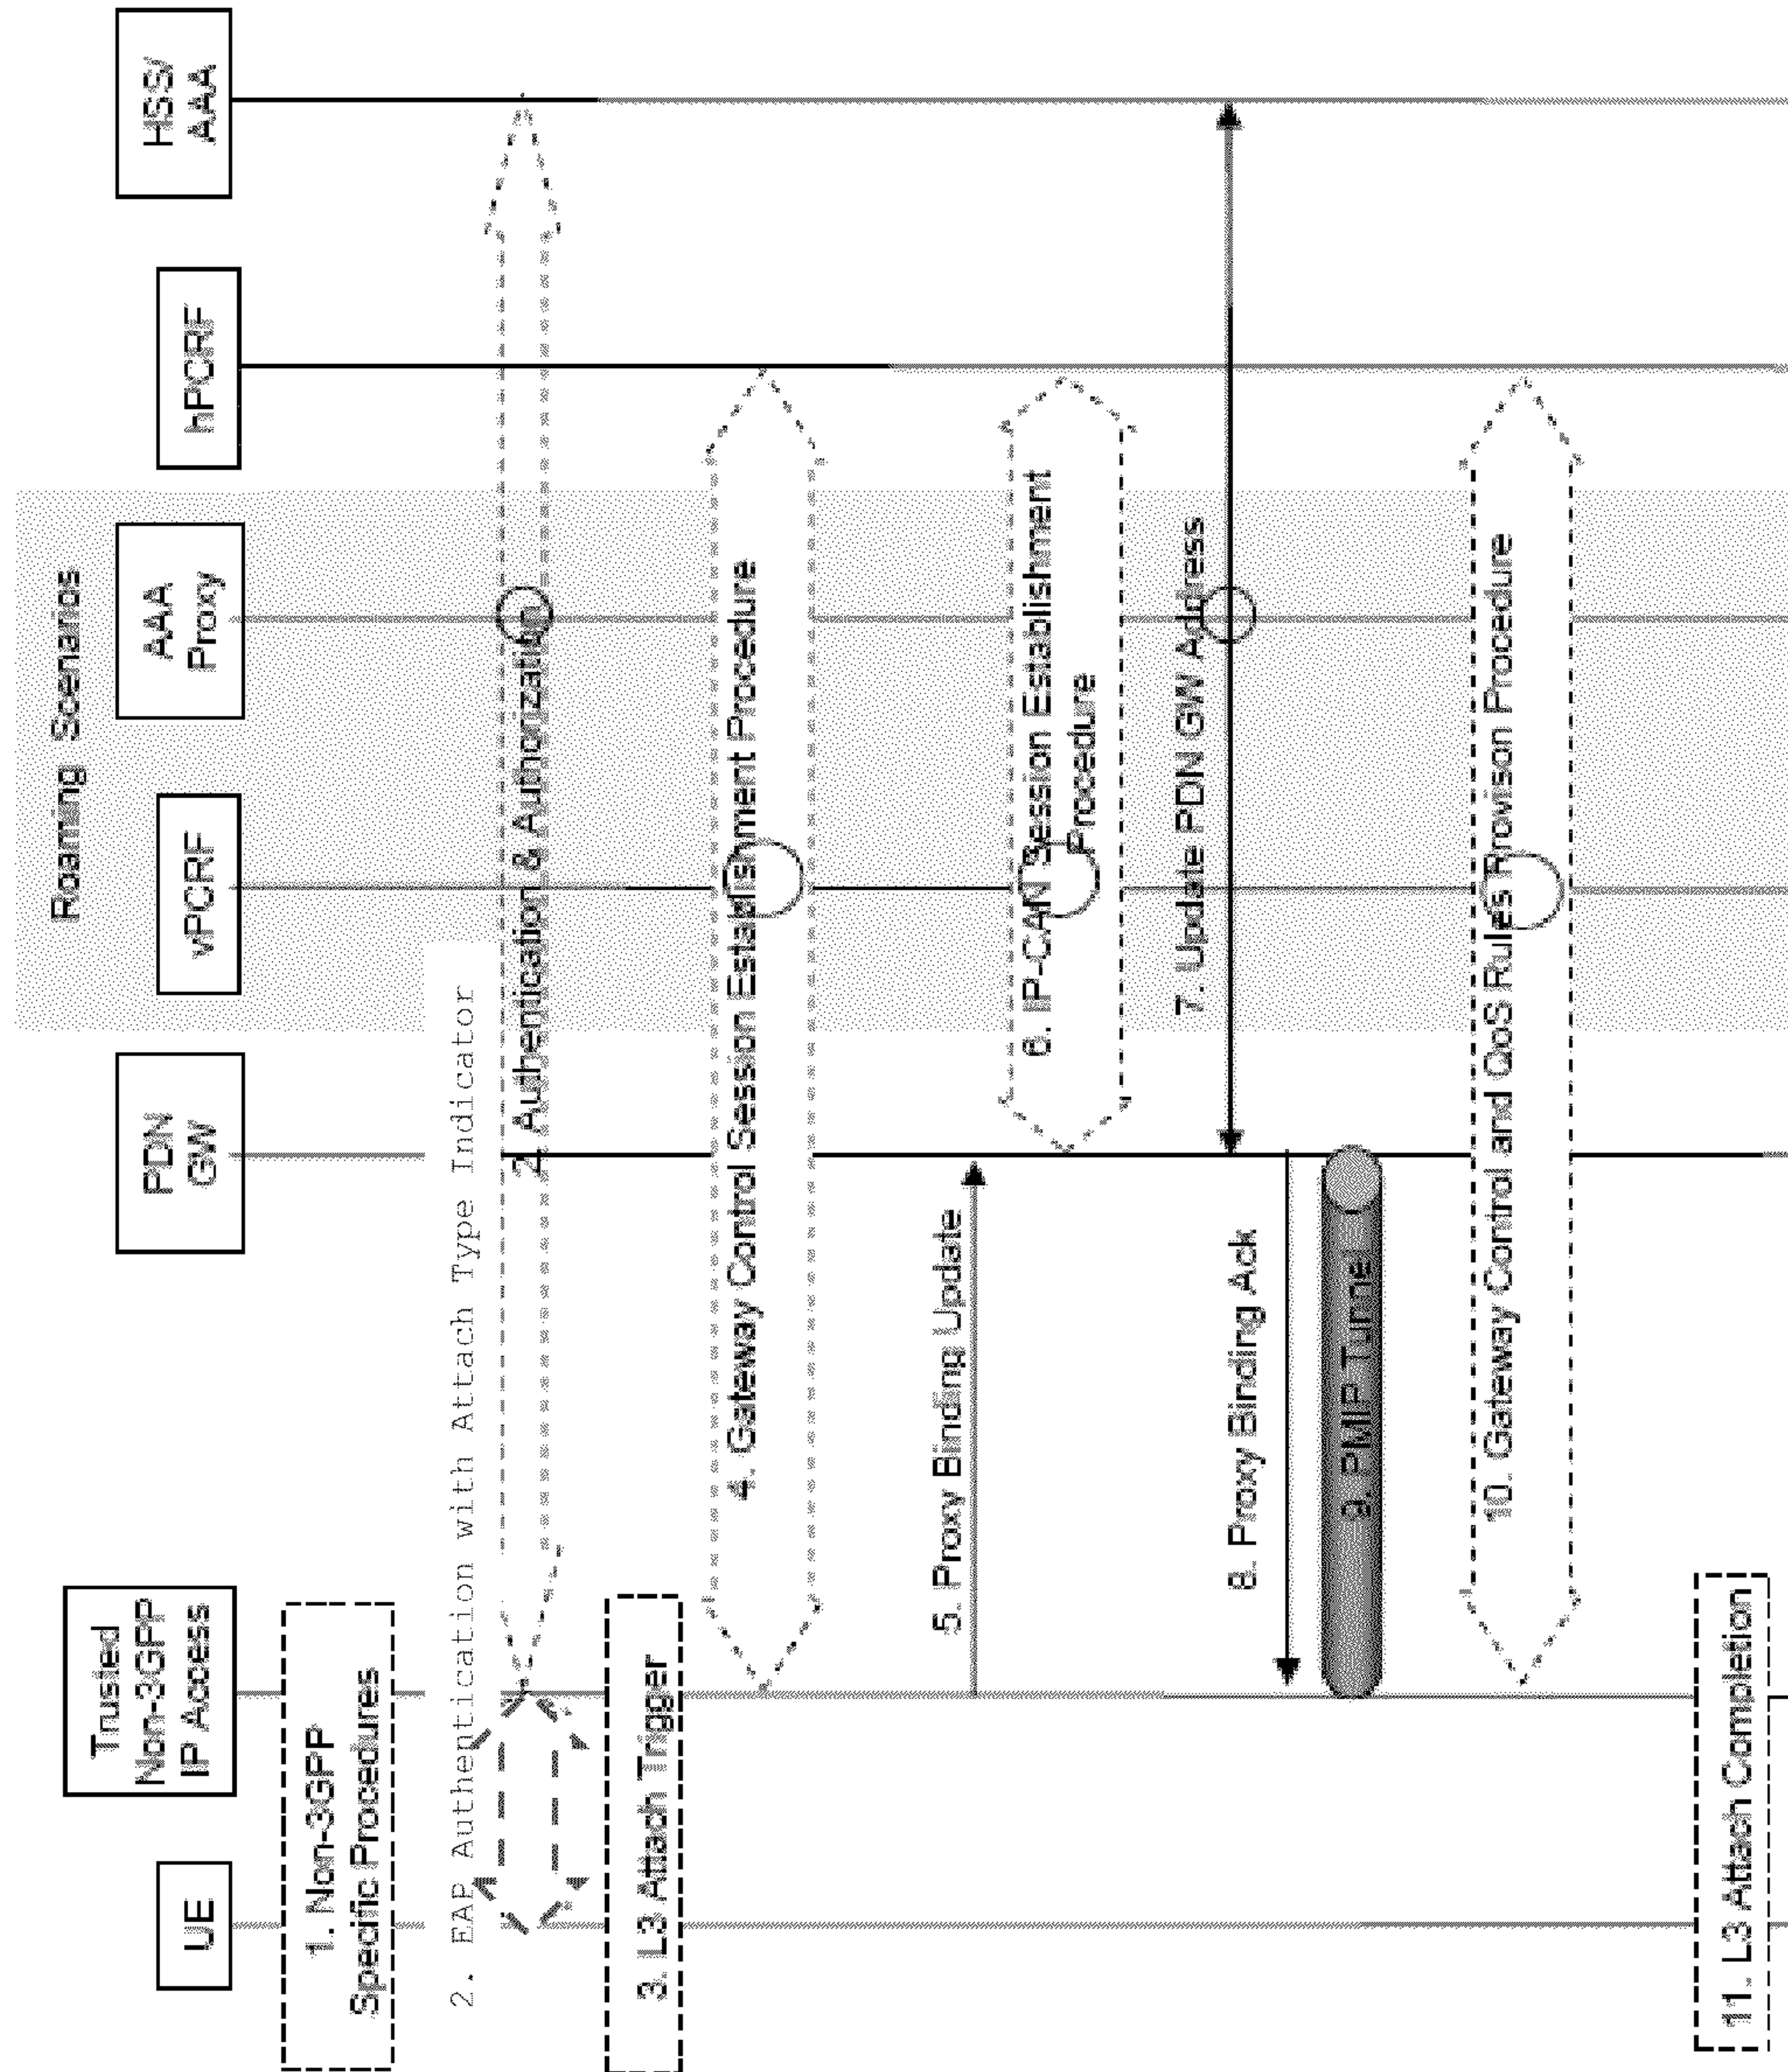 Roaming Scenarios
UE
Trusted
Non-3GPP
IP Access
PDN
GW
vPCRF
AAA
Proxy
hPCRF
HSS/
AAA
1. Non-3GPP
Specific Procedures
2. EAP Authentication with Attach Type Indicator
2. Authentication & Authorization
3. L3 Attach Trigger
4. Gateway Control Session Establishment Procedure
5. Proxy Binding Update
6. IP-CAN Session Establishment
Procedure
7. Update PDN GW Address
8. Proxy Binding Ack
9. PMIP Tunnel
10. Gateway Control and QoS Rules Provison Procedure
11. L3 Attach Completion